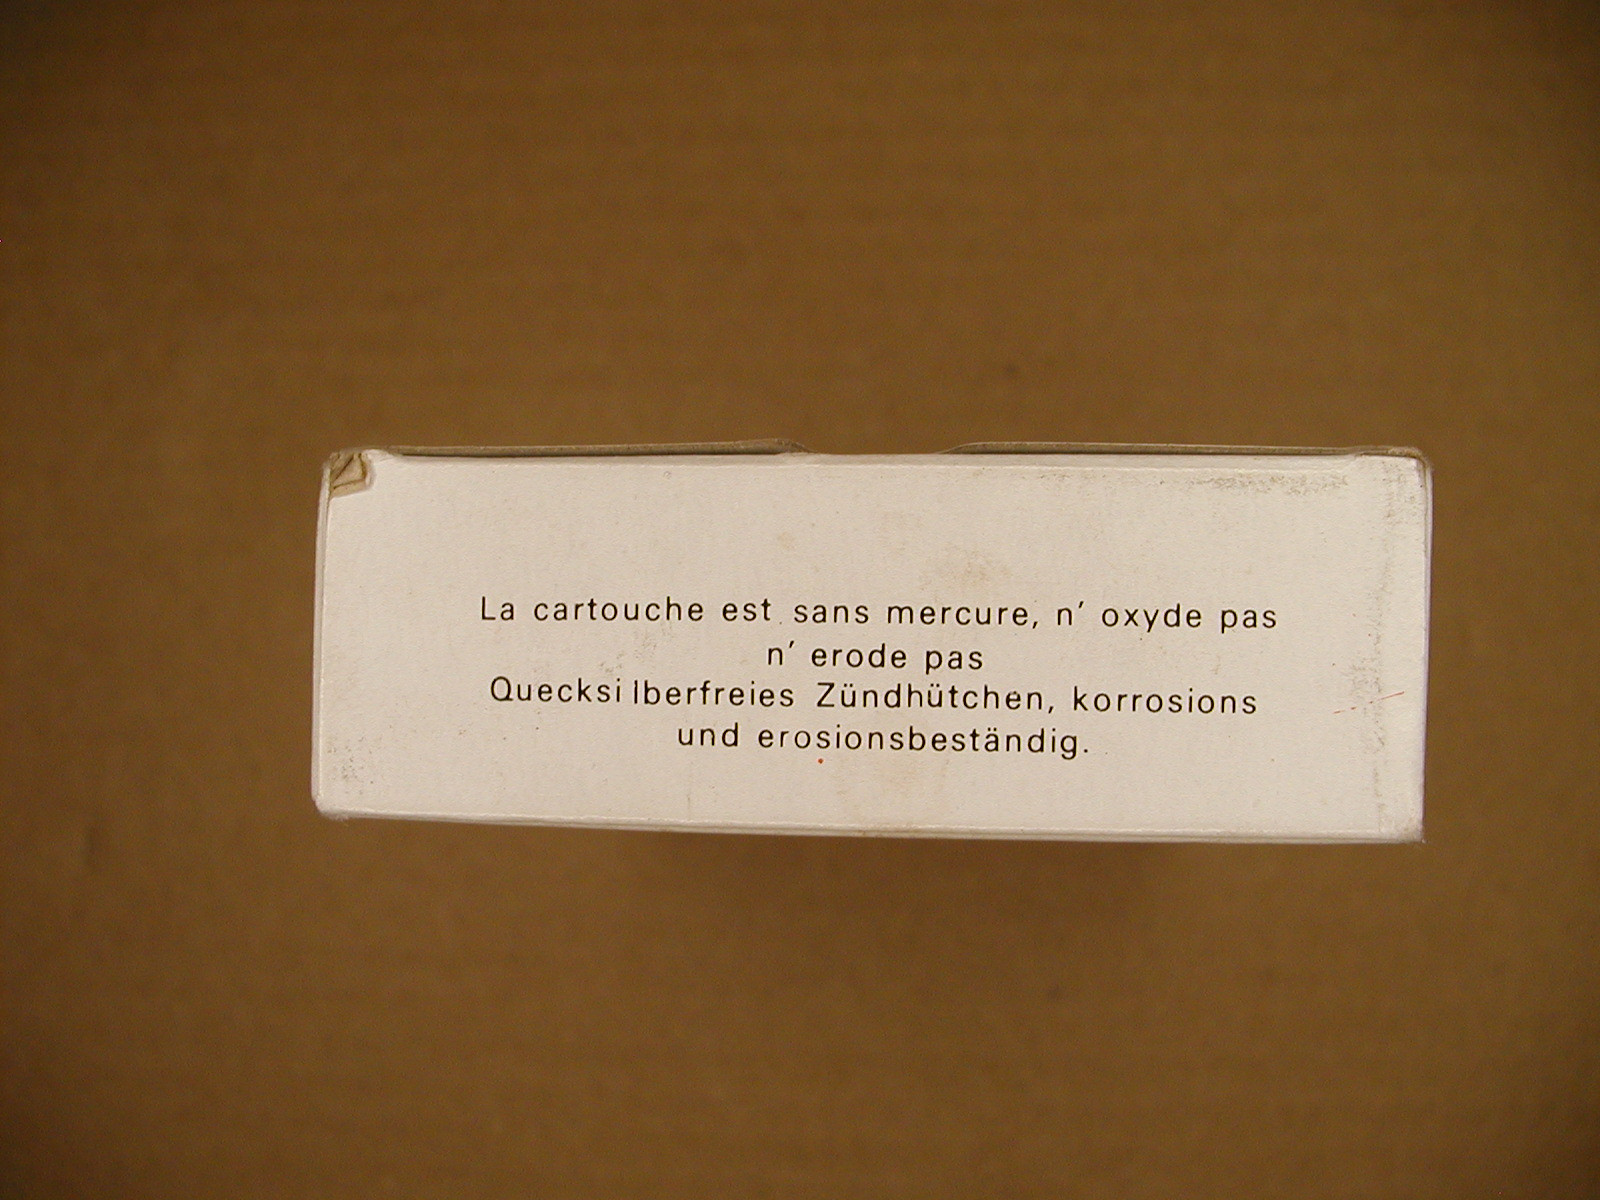 La cartouche est sans mercure, n' oxyde pas
n' erode pas
Quecksilberfreies Zündhütchen, korrosions
und erosionsbeständig.